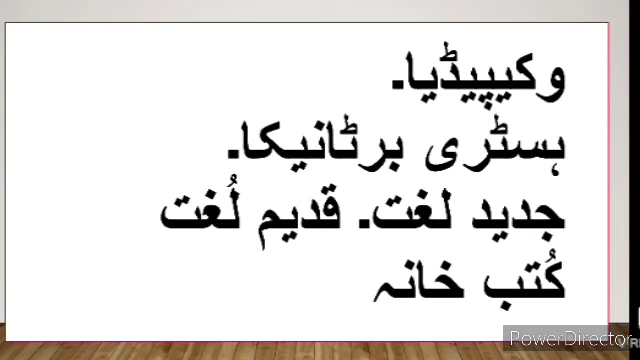 وکیپیڈیا۔
ہسٹری برٹانیکا۔
جدید لغت۔ قدیم لُغت
کُتب خانہ
PowerDirector